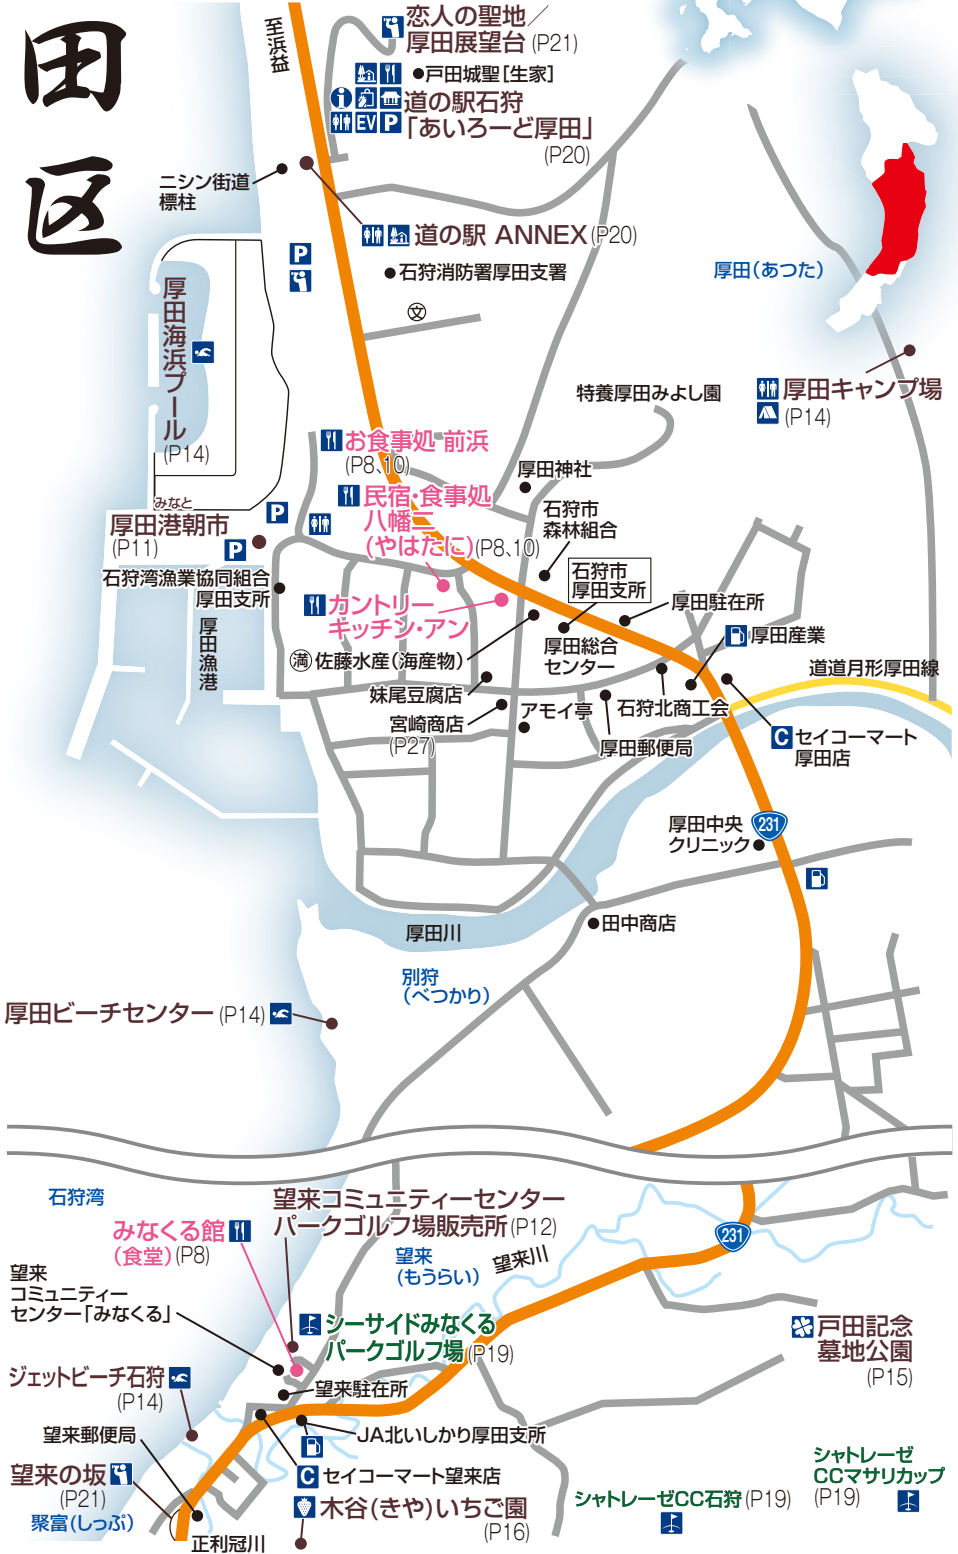 田区
至浜益
恋人の聖地／
厚田展望台(P21)
●戸田城聖[生家]
道の駅石狩
「あいろーど厚田」
(P20)
EV P
ニシン街道
標柱
道の駅 ANNEX(P20)
石狩消防署厚田支署
P
文
厚田(あつた)
厚田海浜プール
(P14)
厚田キャンプ場
(P14)
特養厚田みよし園
お食事処 前浜
(P8、10)
民宿・食事処
八幡二
(やはたに)(P8、10)
厚田神社
石狩市
森林組合
みなと
厚田港朝市
(P11)
P
P
石狩湾漁業協同組合
厚田支所
厚田漁港
カントリー
キッチン・アン
石狩市
厚田支所
厚田駐在所
厚田総合
センター
厚田産業
満 佐藤水産(海産物)
妹尾豆腐店
宮崎商店
(P27)
アモイ亭
石狩北商工会
厚田郵便局
道道月形厚田線
C セイコーマート
厚田店
厚田中央
クリニック
231
田中商店
厚田川
別狩
(べつかり)
厚田ビーチセンター(P14)
石狩湾
望来コミュニティーセンター
パークゴルフ場販売所(P12)
みなくる館
(食堂)(P8)
望来
(もうらい)
望来川
231
望来
コミュニティー
センター「みなくる」
シーサイドみなくる
パークゴルフ場(P19)
戸田記念
墓地公園
(P15)
ジェットビーチ石狩
(P14)
望来駐在所
望来郵便局
JA北いしかり厚田支所
望来の坂
(P21)
C セイコーマート望来店
聚富(しっぷ)
木谷(きや)いちご園
(P16)
正利冠川
シャトレーゼCC石狩(P19)
シャトレーゼ
CCマサリカップ
(P19)